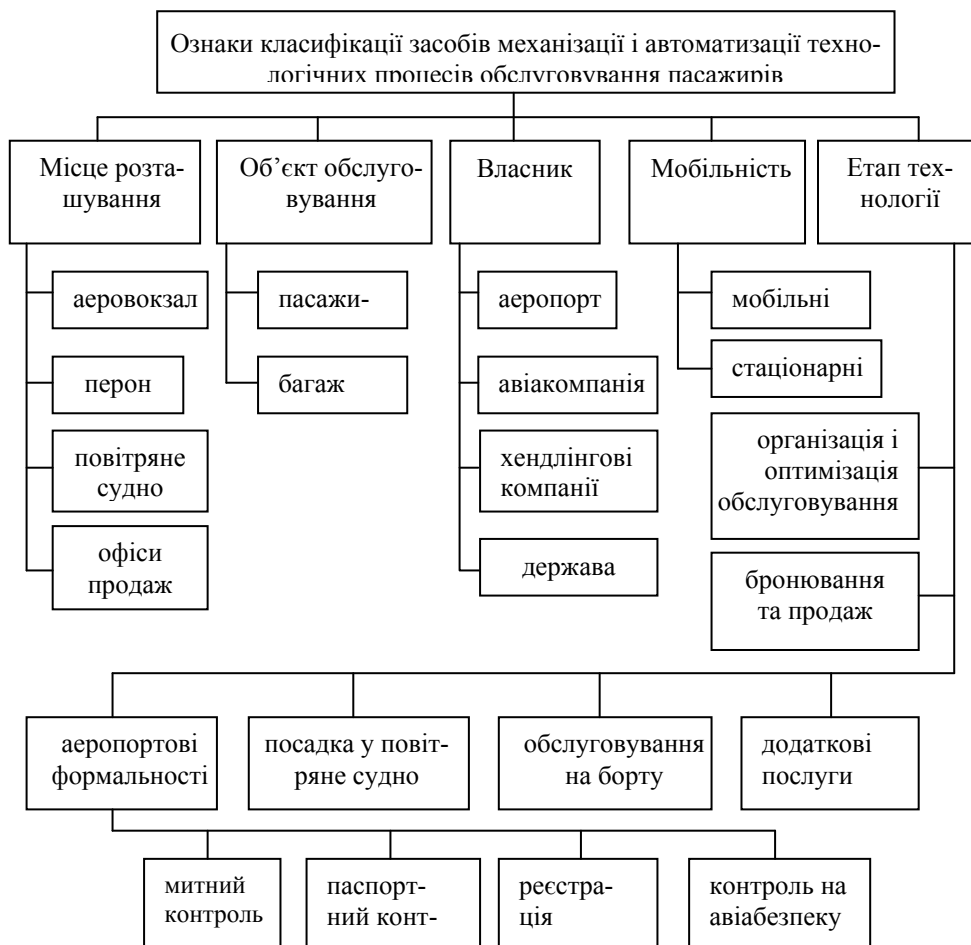 Ознаки класифікації засобів механізації і автоматизації техно-
логічних процесів обслуговування пасажирів
Місце розта-
шування
Об’єкт обслуго-
вування
Власник
Мобільність
Етап тех-
нології
аеровокзал
перон
повітряне
судно
офіси
продаж
пасажи-
багаж
аеропорт
авіакомпанія
хендлінгові
компанії
держава
мобільні
стаціонарні
організація і
оптимізація
обслуговування
бронювання
та продаж
аеропортові
формальності
посадка у повіт-
ряне судно
обслуговування
на борту
додаткові
послуги
митний
контроль
паспорт-
ний конт-
реєстра-
ція
контроль на
авіабезпеку